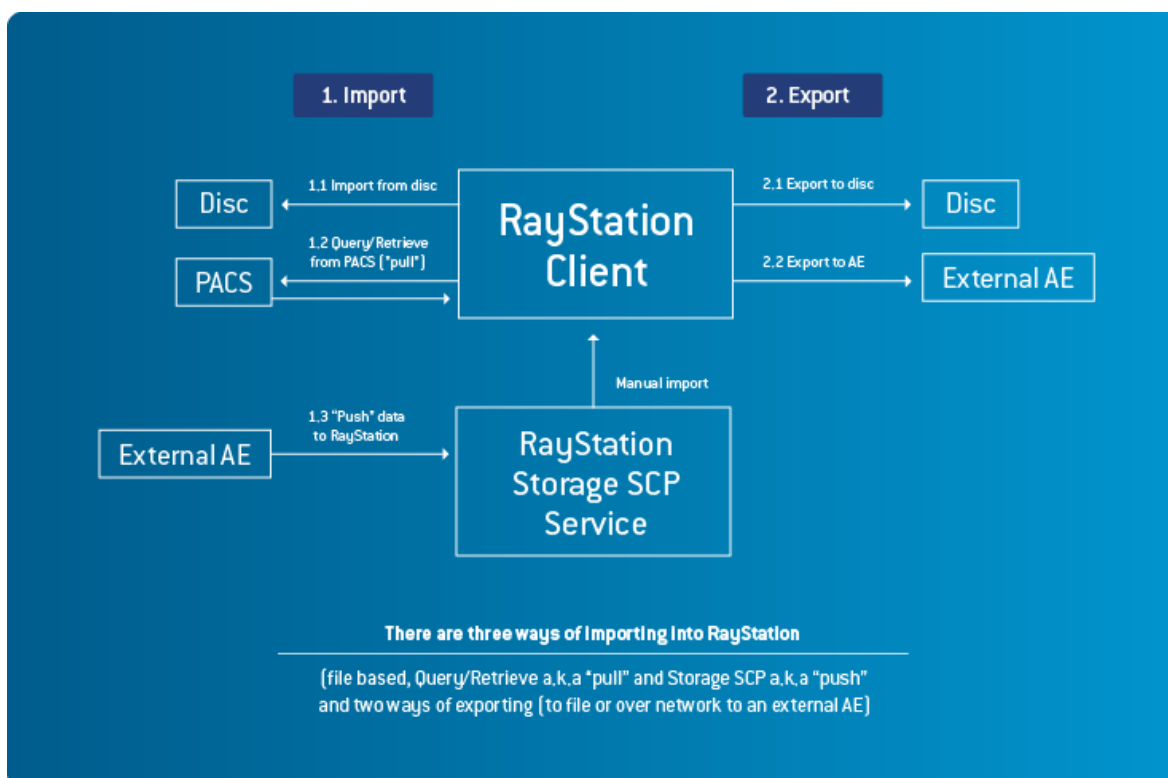 1. Import
2. Export
Disc
1.1 Import from disc
RayStation
Client
2.1 Export to disc
Disc
PACS
1.2 Query/Retrieve
from PACS ("pull")
2.2 Export to AE
External AE
Manual import
External AE
1.3 “Push” data
to RayStation
RayStation
Storage SCP
Service
There are three ways of importing into RayStation
(file based, Query/Retrieve a.k.a “pull” and Storage SCP a.k.a “push”
and two ways of exporting (to file or over network to an external AE)